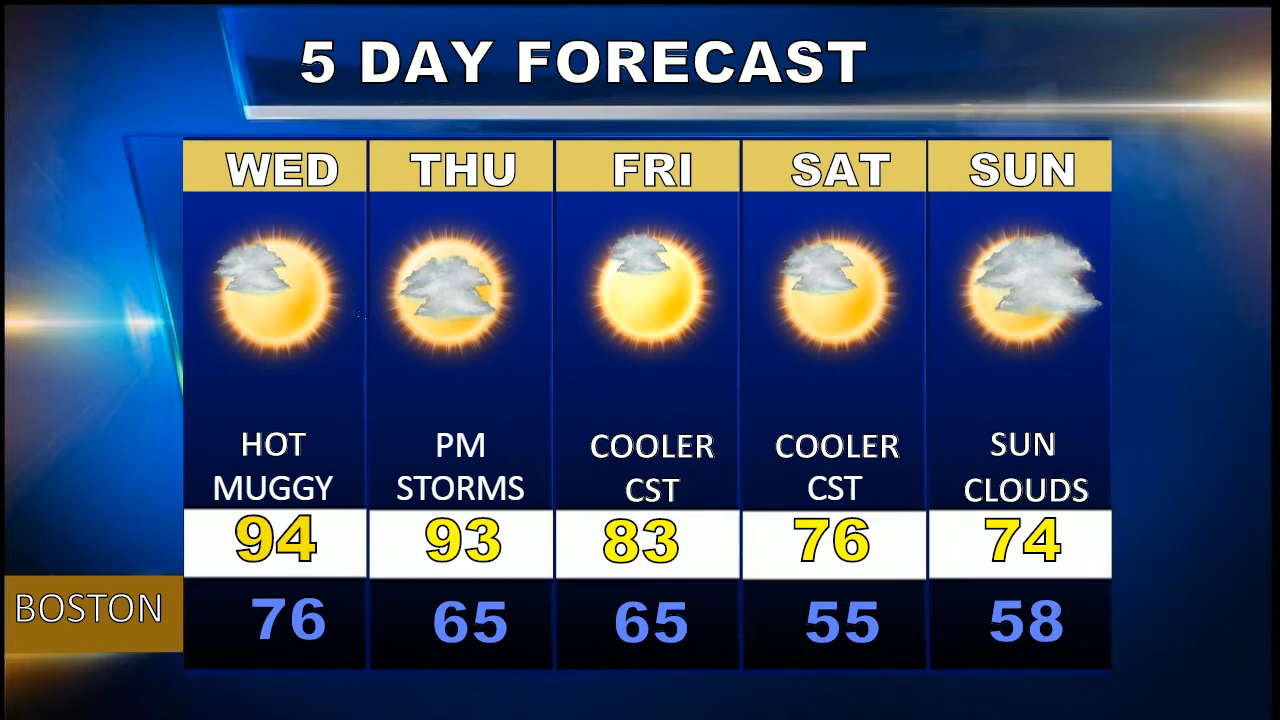 5 DAY FORECAST
WED THU FRI SAT SUN
HOT PM COOLER COOLER SUN
MUGGY STORMS CST CST CLOUDS
94 93 83 76 74
BOSTON 76 65 65 55 58